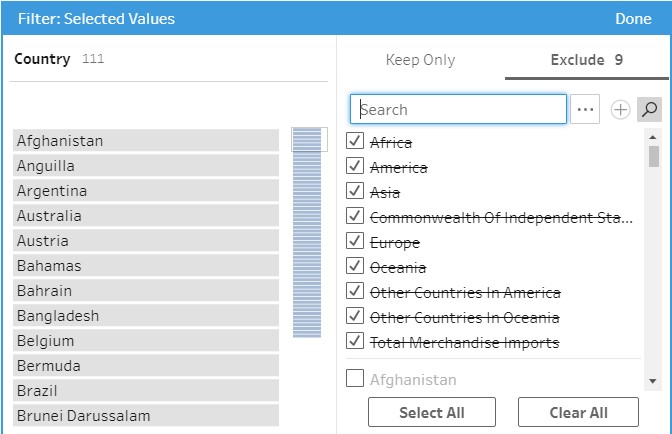 Filter: Selected Values
Done
Country 111
Keep Only
Exclude 9
Search
Afghanistan
Anguilla
Argentina
Australia
Austria
Bahamas
Bahrain
Bangladesh
Belgium
Bermuda
Brazil
Brunei Darussalam
Africa
America
Asia
Commonwealth Of Independent Sta...
Europe
Oceania
Other Countries In America
Other Countries In Oceania
Total Merchandise Imports
Afghanistan
Select All
Clear All